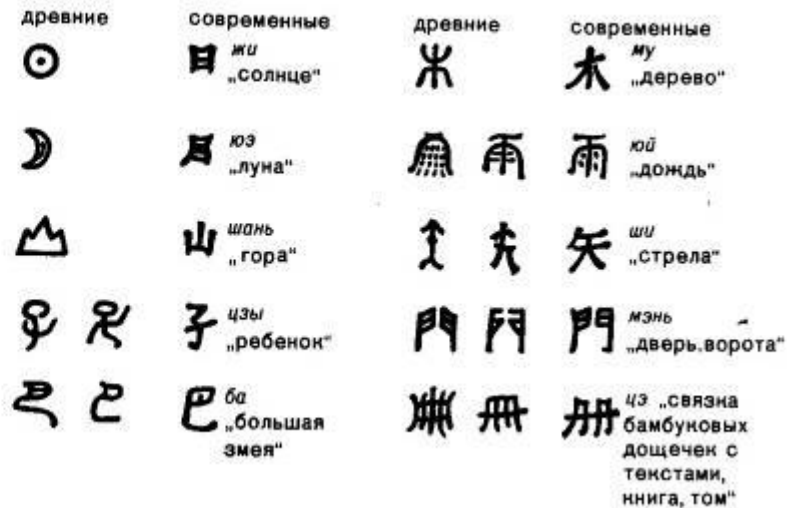 древние современные древние современные
日 жи
„солнце“
木 му
„дерево“
月 юэ
„луна“
雨 юй
„дождь“
山 шань
„гора“
矢 ши
„стрела“
子 цзы
„ребенок“
門 мэнь
„дверь.ворота“
巴 ба
„большая
змея“
冊 цэ „связка
бамбуковых
дощечек с
текстами,
книга, том“